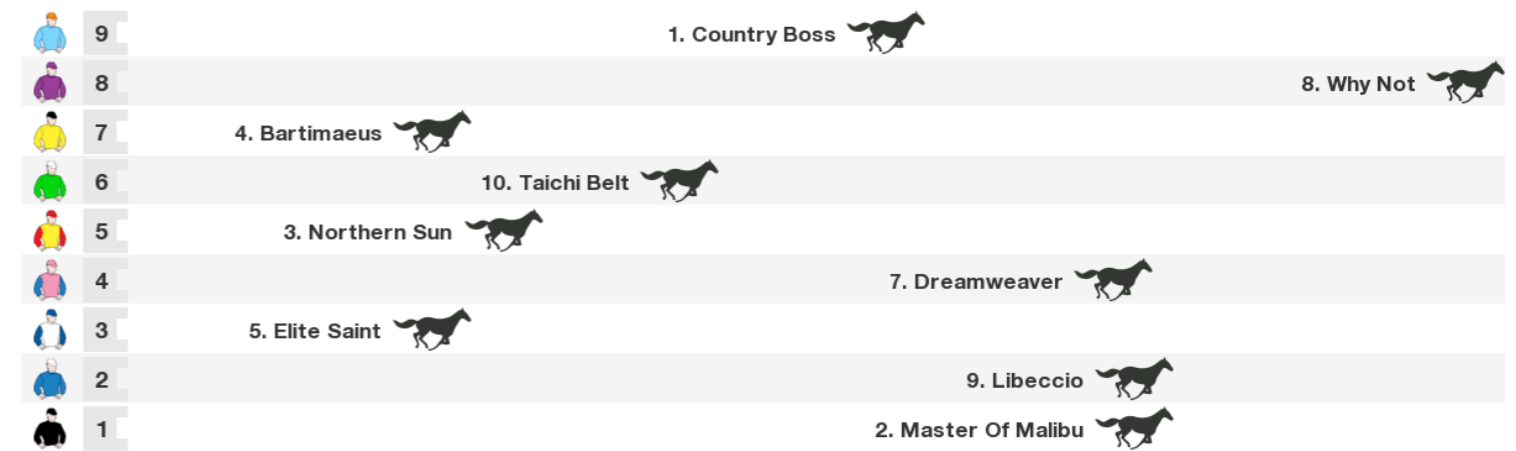 9 1. Country Boss
8 8. Why Not
7 4. Bartimaeus
6 10. Taichi Belt
5 3. Northern Sun
4 7. Dreamweaver
3 5. Elite Saint
2 9. Libeccio
1 2. Master Of Malibu